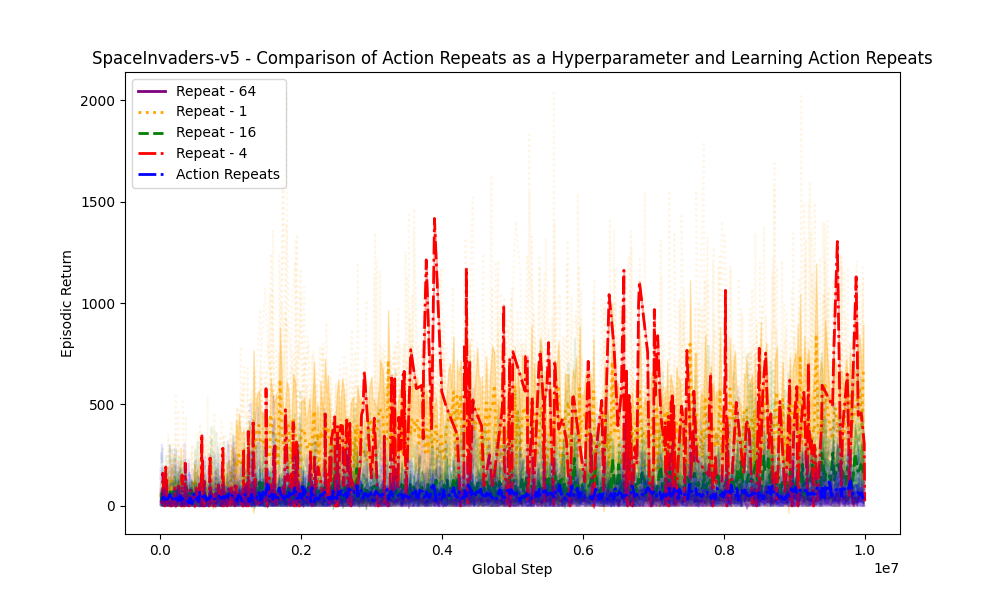 SpaceInvaders-v5 - Comparison of Action Repeats as a Hyperparameter and Learning Action Repeats
Repeat - 64
Repeat - 1
Repeat - 16
Repeat - 4
Action Repeats
2000
1500
1000
500
0
Episodic Return
0.0
0.2
0.4
0.6
0.8
1.0
Global Step
1e7